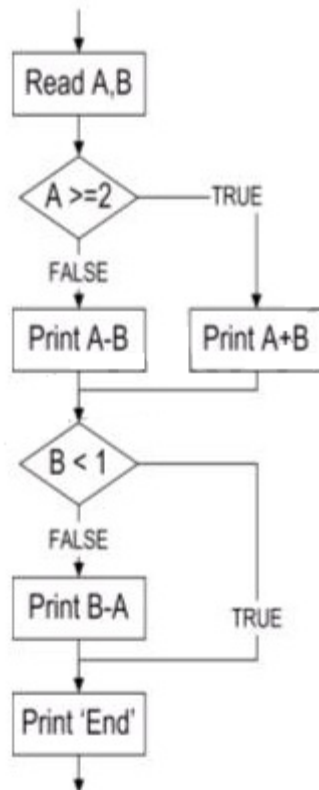 Read A,B
A >=2
TRUE
FALSE
Print A-B
Print A+B
B < 1
FALSE
Print B-A
TRUE
Print ‘End’